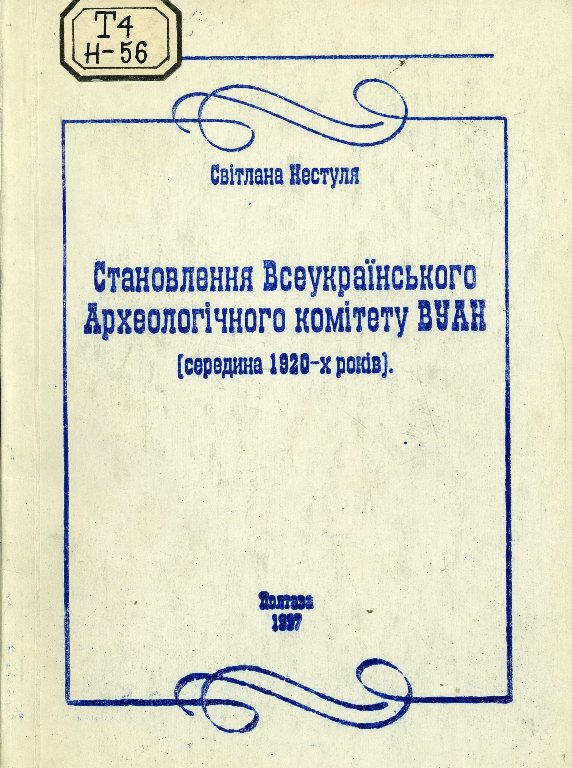 Т4
Н-56
Світлана Нестуля
Становлення Всеукраїнського
Археологічного комітету ВУАН
(середина 1920-х років).
Полтава
1997